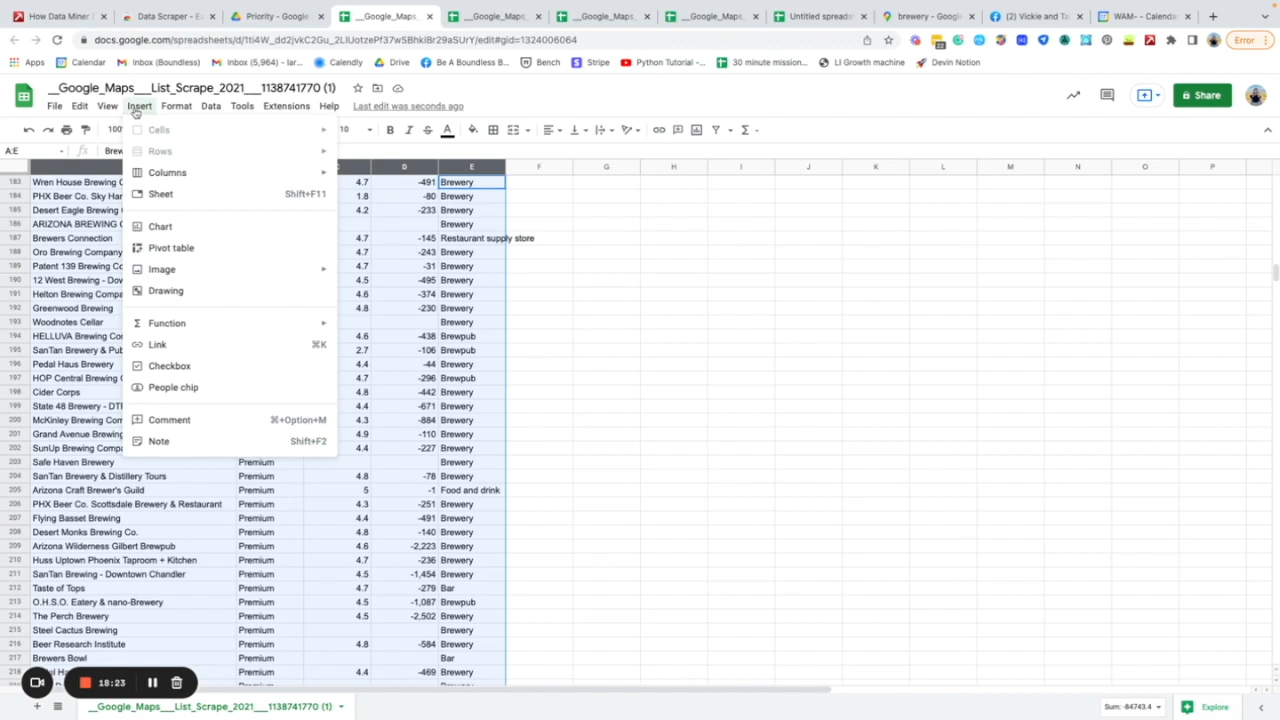 How Data Miner
Data Scraper - E
Priority - Google
__Google_Maps_
__Google_Maps_
__Google_Maps_
__Google_Maps_
Untitled spreads
brewery - Google
(2) Vickie and Ta
WAM- - Calenda
docs.google.com/spreadsheets/d/1ti4W_dd2jvkC2Gu_2LlUotzePf37wSBhkIBr29aSUrY/edit#gid=1324006064
Error
Apps
Calendar
Inbox (Boundless)
Inbox (5,964) - lar...
Calendly
Drive
Be A Boundless B...
Bench
Stripe
Python Tutorial -...
30 minute mission...
LI Growth machine
Devin Notion
__Google_Maps___List_Scrape_2021___1138741770 (1)
File Edit View Insert Format Data Tools Extensions Help Last edit was seconds ago
Share
100
10
A:E
Brew
Cells
Rows
Columns
Sheet Shift+F11
Chart
Pivot table
Image
Drawing
Function
Link ⌘K
Checkbox
People chip
Comment ⌘+Option+M
Note Shift+F2
D E F G H I J K L M N O P
183 Wren House Brewing C 4.7 -491 Brewery
184 PHX Beer Co. Sky Har 1.8 -80 Brewery
185 Desert Eagle Brewing 4.2 -233 Brewery
186 ARIZONA BREWING C Brewery
187 Brewers Connection 4.7 -145 Restaurant supply store
188 Oro Brewing Company 4.7 -243 Brewery
189 Patent 139 Brewing Co 4.7 -31 Brewery
190 12 West Brewing - Dow 4.5 -495 Brewery
191 Helton Brewing Compa 4.6 -374 Brewery
192 Greenwood Brewing 4.8 -230 Brewery
193 Woodnotes Cellar Brewery
194 HELLUVA Brewing Co 4.6 -438 Brewpub
195 SanTan Brewery & Pub 2.7 -106 Brewpub
196 Pedal Haus Brewery 4.4 -44 Brewery
197 HOP Central Brewing 4.7 -296 Brewpub
198 Cider Corps 4.8 -442 Brewery
199 State 48 Brewery - DT 4.4 -671 Brewery
200 McKinley Brewing Com 4.3 -884 Brewery
201 Grand Avenue Brewing 4.9 -110 Brewery
202 SunUp Brewing Compa 4.4 -227 Brewery
203 Safe Haven Brewery Premium Brewery
204 SanTan Brewery & Distillery Tours Premium 4.8 -78 Brewery
205 Arizona Craft Brewer's Guild Premium 5 -1 Food and drink
206 PHX Beer Co. Scottsdale Brewery & Restaurant Premium 4.3 -251 Brewery
207 Flying Basset Brewing Premium 4.4 -491 Brewery
208 Desert Monks Brewing Co. Premium 4.8 -140 Brewery
209 Arizona Wilderness Gilbert Brewpub Premium 4.6 -2,223 Brewery
210 Huss Uptown Phoenix Taproom + Kitchen Premium 4.7 -236 Brewery
211 SanTan Brewing - Downtown Chandler Premium 4.5 -1,454 Brewery
212 Taste of Tops Premium 4.7 -279 Bar
213 O.H.S.O. Eatery & nano-Brewery Premium 4.5 -1,087 Brewpub
214 The Perch Brewery Premium 4.5 -2,502 Brewery
215 Steel Cactus Brewing Premium Brewery
216 Beer Research Institute Premium 4.8 -584 Brewery
217 Brewers Bowl Premium Bar
218 Premium 4.4 -469 Brewery
18:23
__Google_Maps___List_Scrape_2021___1138741770 (1)
Sum: -84743.4
Explore